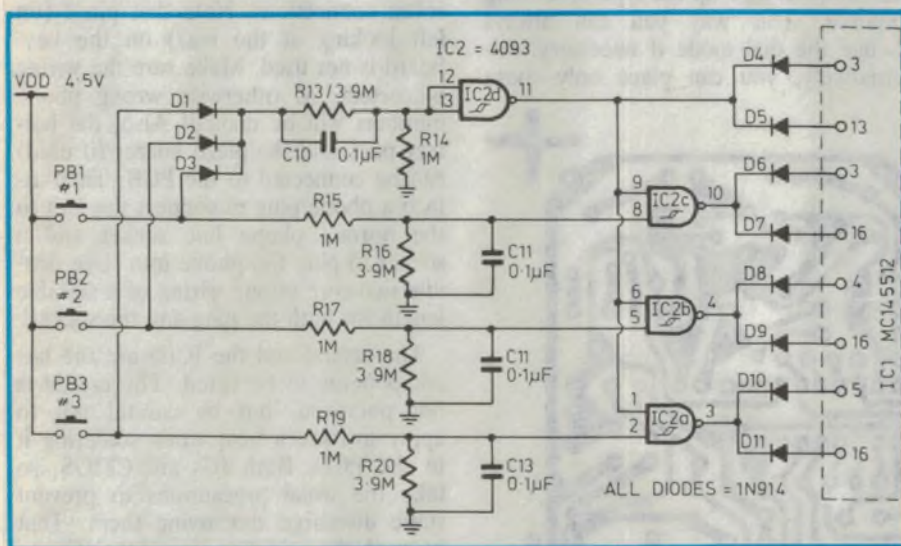 IC2 = 4093
VDD 4·5V
D1
D2
D3
R13/3·9M
C10 0·1µF
12
13
IC2d
11
R14
1M
D4
3
D5
13
D6
3
D7
16
PB1
#1
R15
1M
R16
3·9M
C11
0·1µF
9
8
IC2c
10
PB2
#2
R17
1M
R18
3·9M
C11
0·1µF
6
5
IC2b
4
D8
4
D9
16
PB3
#3
R19
1M
R20
3·9M
C13
0·1µF
1
2
IC2a
3
D10
5
D11
16
IC1 MC145512
ALL DIODES = 1N914